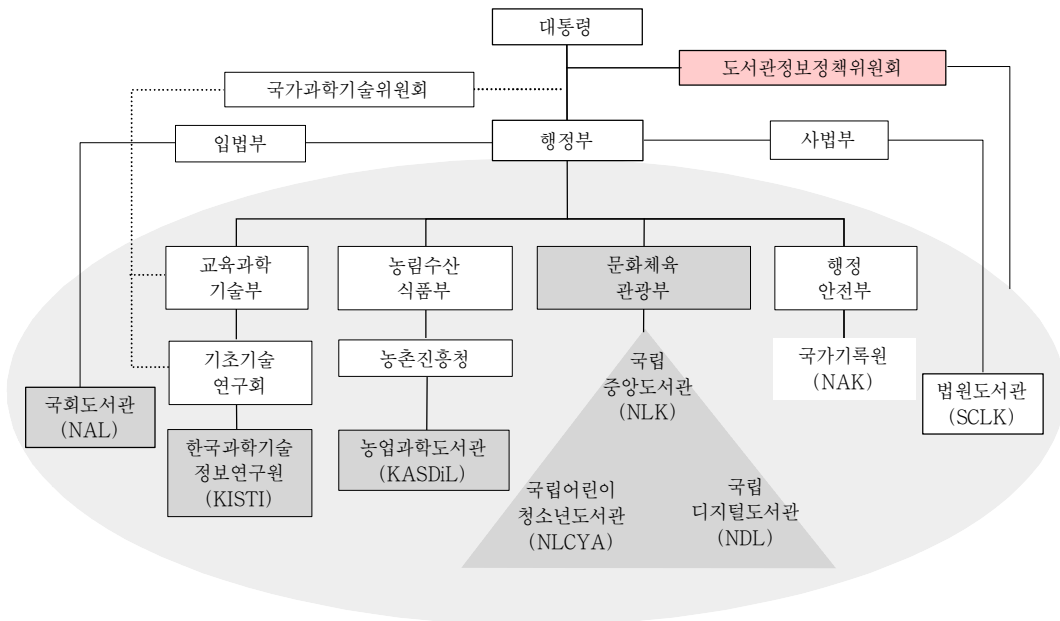 대통령
도서관정보정책위원회
국가과학기술위원회
입법부
행정부
사법부
교육과학
기술부
농림수산
식품부
문화체육
관광부
행정
안전부
기초기술
연구회
농촌진흥청
국립
중앙도서관
(NLK)
국가기록원
(NAK)
국회도서관
(NAL)
법원도서관
(SCLK)
한국과학기술
정보연구원
(KISTI)
농업과학도서관
(KASDiL)
국립어린이
청소년도서관
(NLCYA)
국립
디지털도서관
(NDL)